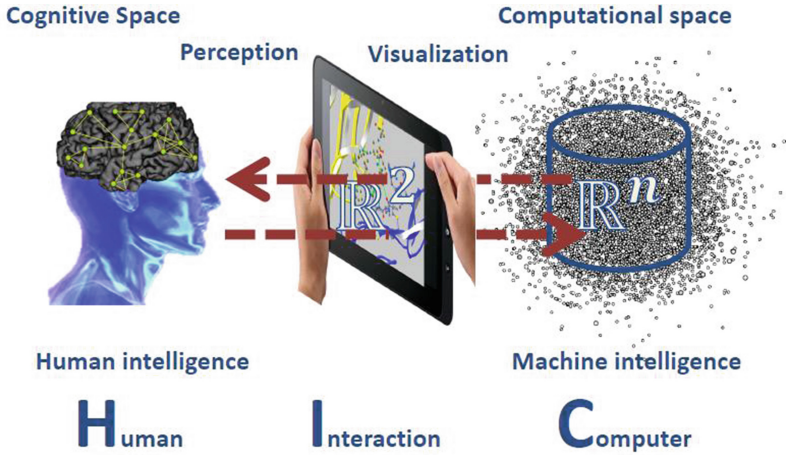 Cognitive Space
Computational space
Perception
Visualization
ℝ²
ℝⁿ
Human intelligence
Machine intelligence
Human
Interaction
Computer